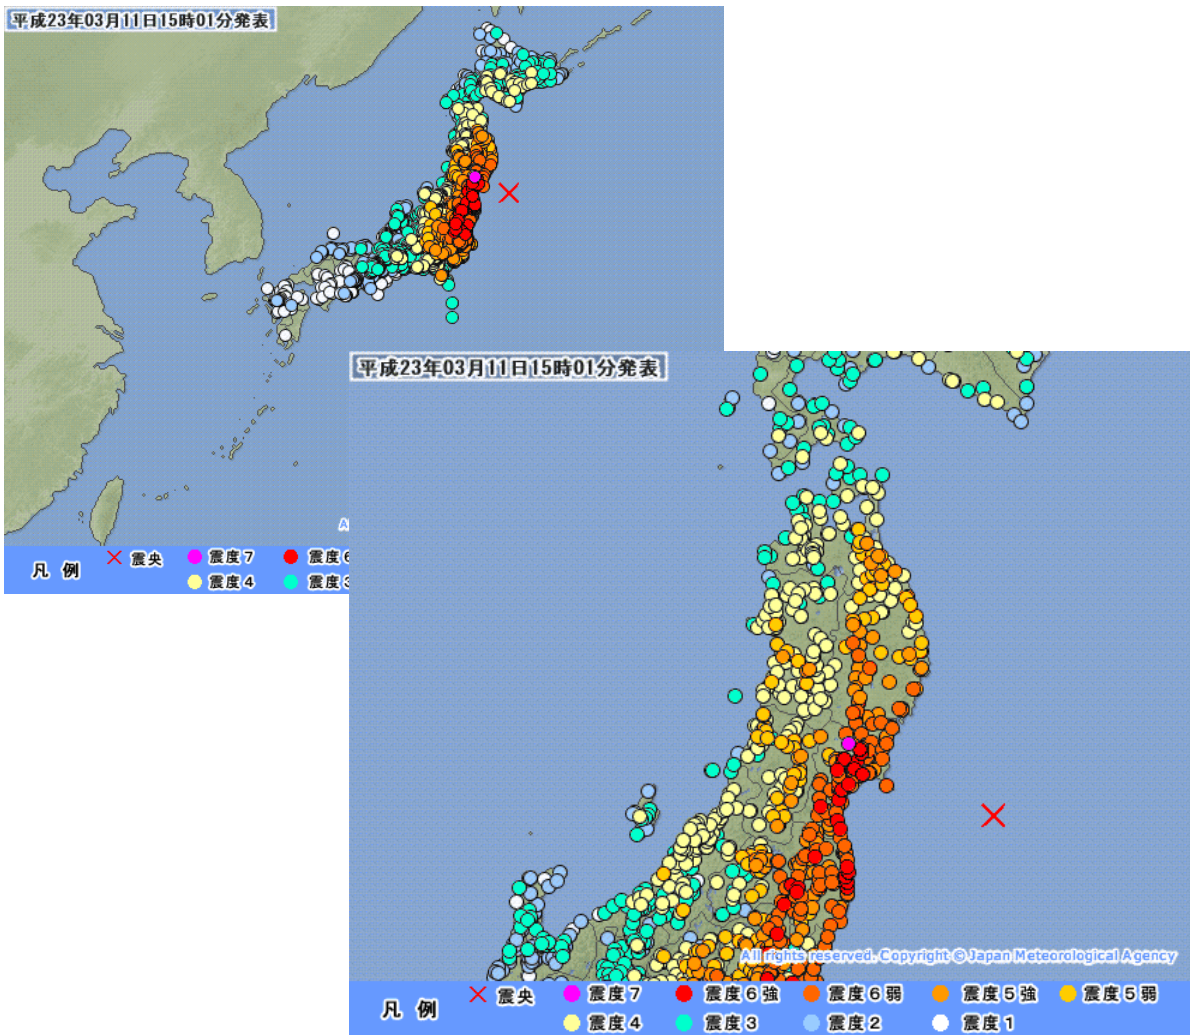 平成23年03月11日15時01分発表
A
凡 例
震央
震度7
震度6
震度4
震度3
平成23年03月11日15時01分発表
All rights reserved. Copyright © Japan Meteorological Agency
凡 例
震央
震度7
震度6強
震度6弱
震度5強
震度5弱
震度4
震度3
震度2
震度1